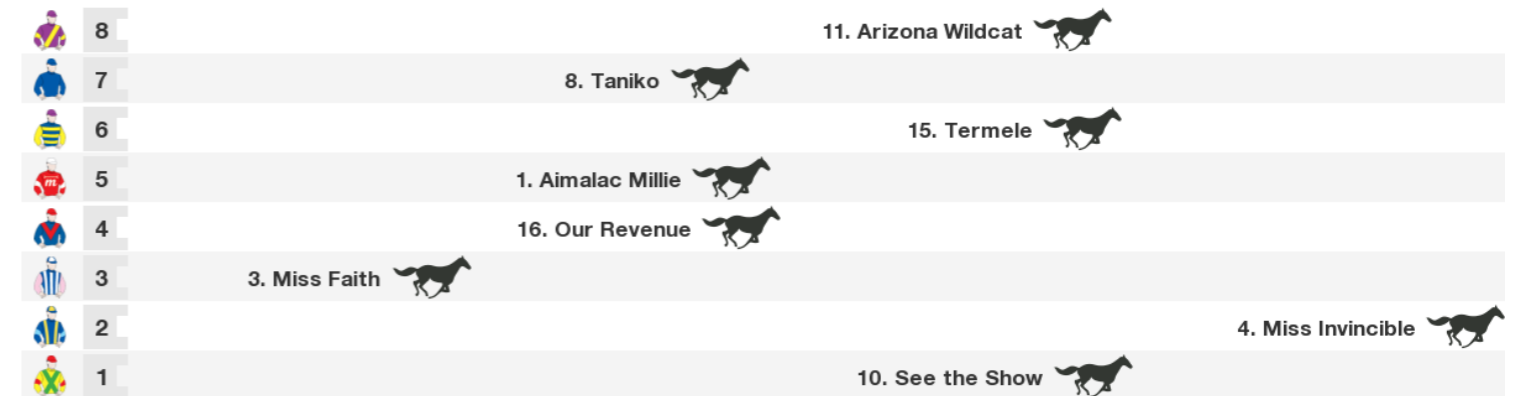 8 11. Arizona Wildcat
7 8. Taniko
6 15. Termele
m 5 1. Aimalac Millie
4 16. Our Revenue
3 3. Miss Faith
2 4. Miss Invincible
1 10. See the Show